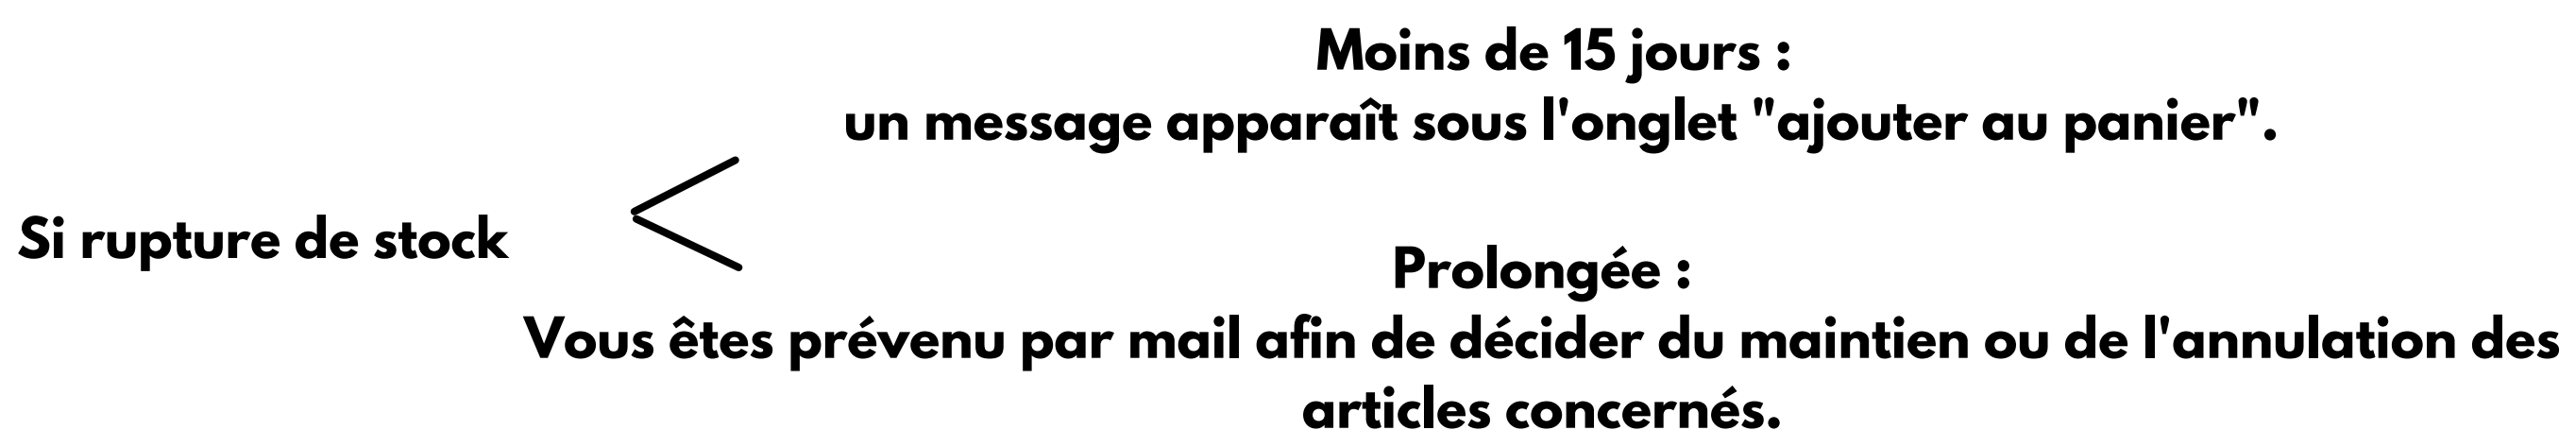 Si rupture de stock
Moins de 15 jours :
un message apparaît sous l'onglet "ajouter au panier".
Prolongée :
Vous êtes prévenu par mail afin de décider du maintien ou de l'annulation des
articles concernés.